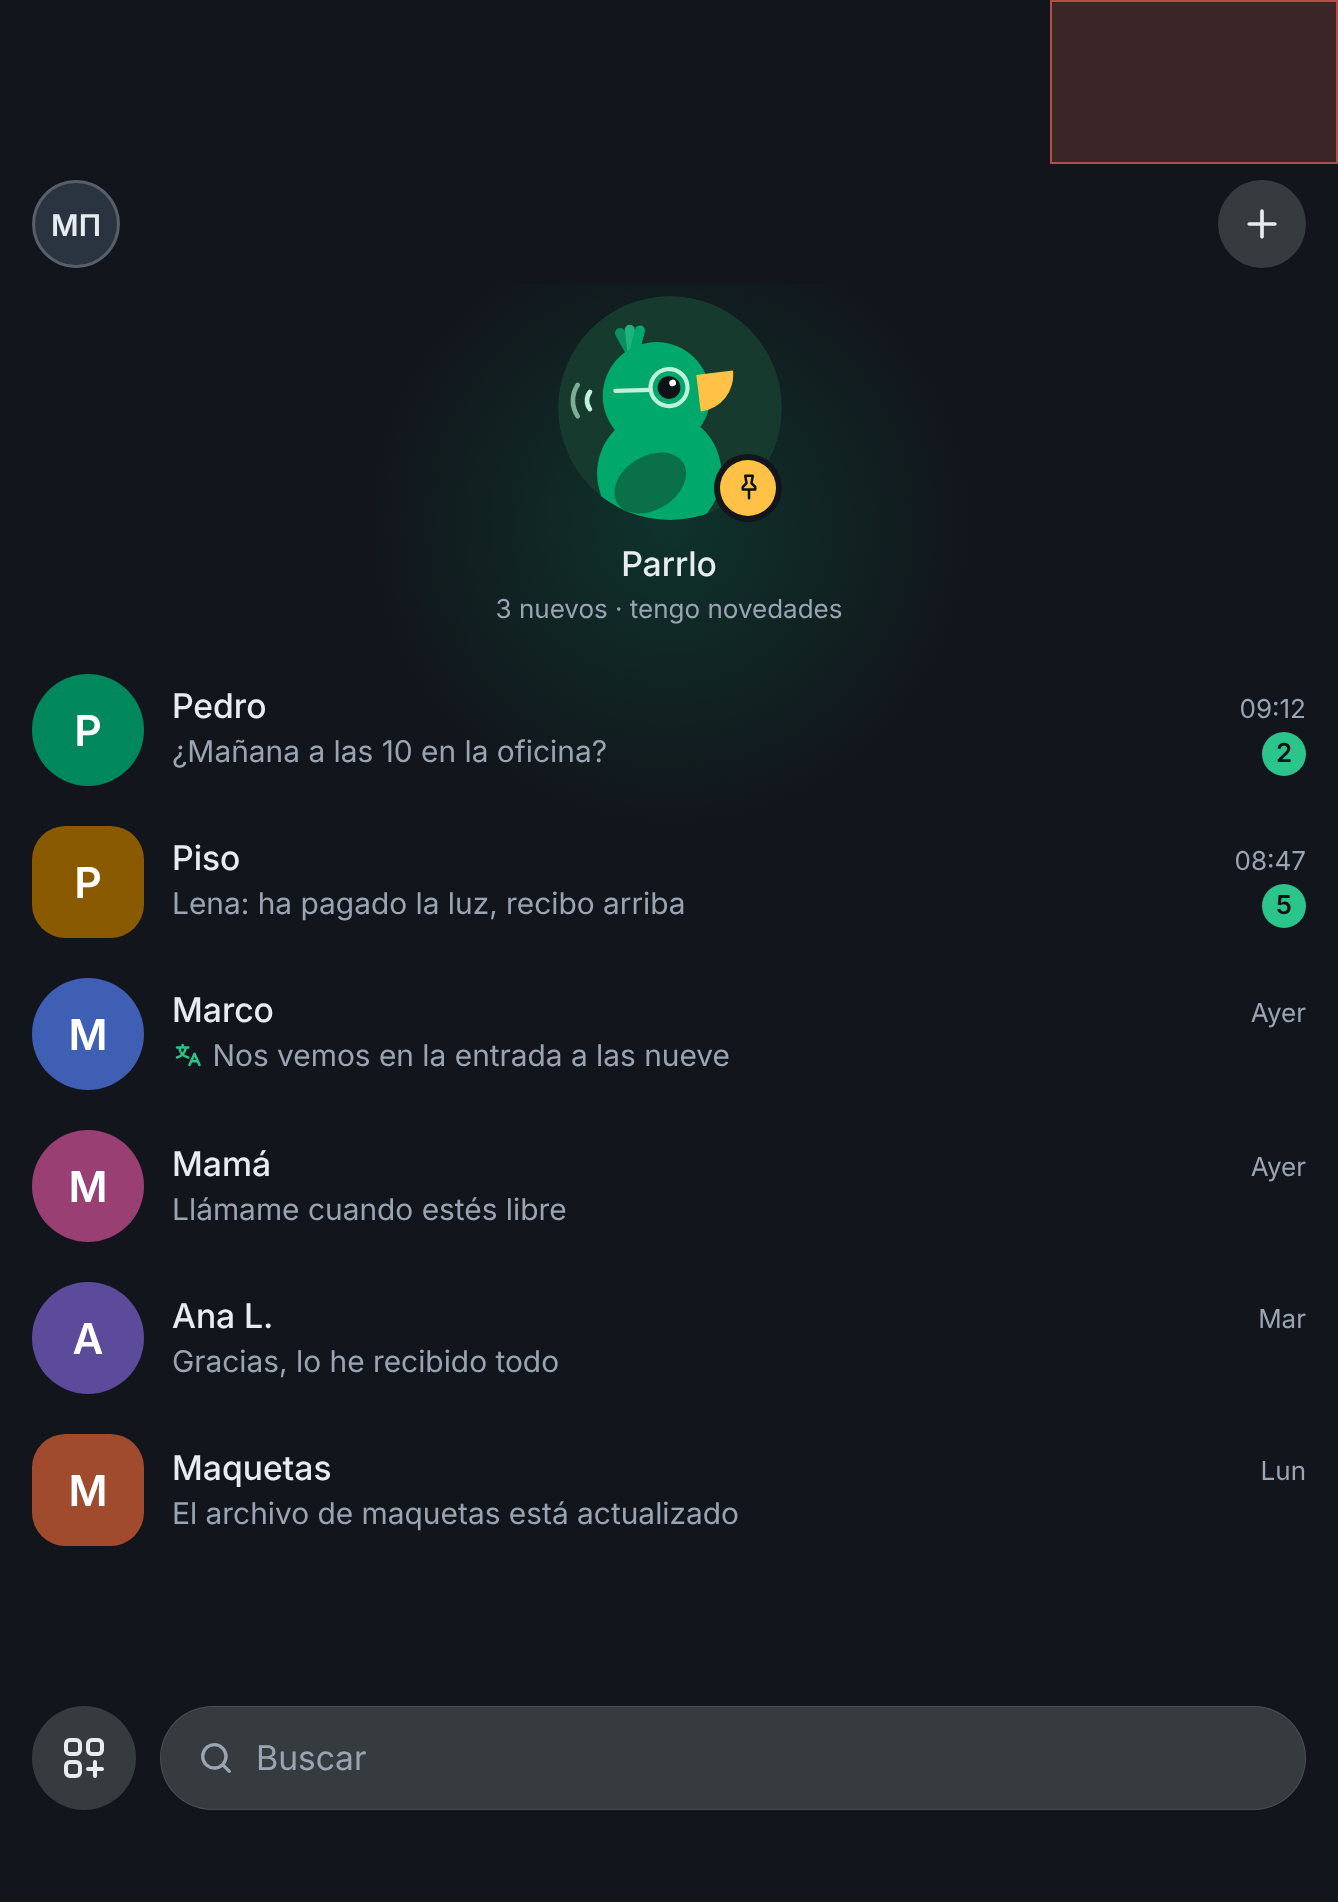 МП
Parrlo
3 nuevos · tengo novedades
P
Pedro
09:12
¿Mañana a las 10 en la oficina?
2
P
Piso
08:47
Lena: ha pagado la luz, recibo arriba
5
M
Marco
Ayer
Nos vemos en la entrada a las nueve
M
Mamá
Ayer
Llámame cuando estés libre
A
Ana L.
Mar
Gracias, lo he recibido todo
M
Maquetas
Lun
El archivo de maquetas está actualizado
Buscar